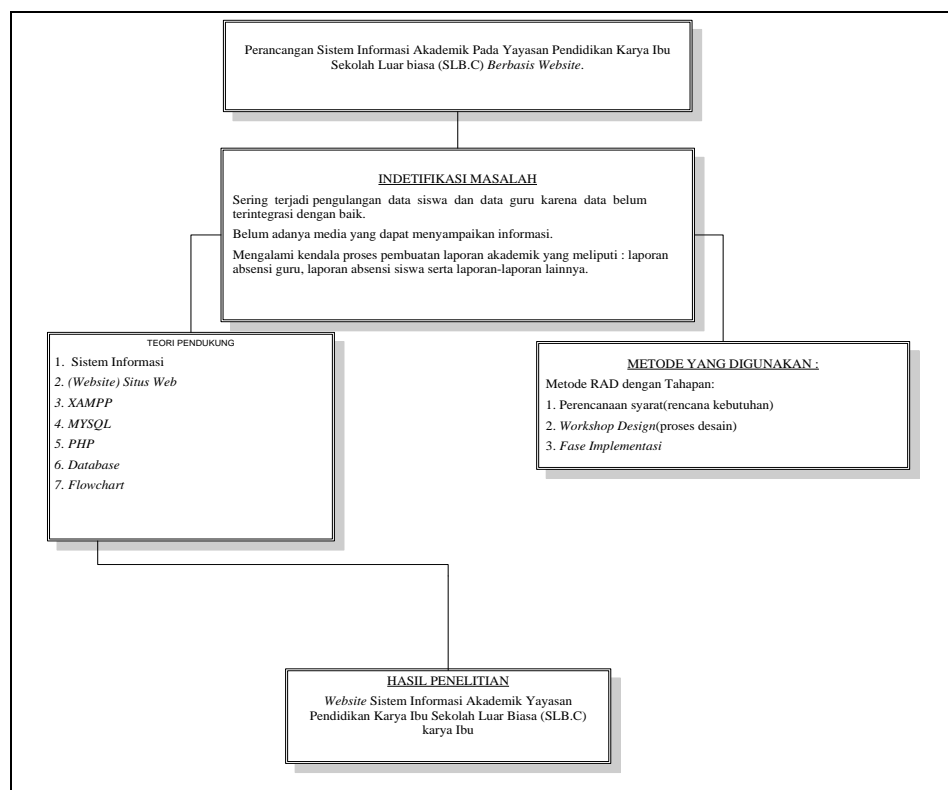 Perancangan Sistem Informasi Akademik Pada Yayasan Pendidikan Karya Ibu
Sekolah Luar biasa (SLB.C) Berbasis Website.
INDETIFIKASI MASALAH
Sering terjadi pengulangan data siswa dan data guru karena data belum
terintegrasi dengan baik.
Belum adanya media yang dapat menyampaikan informasi.
Mengalami kendala proses pembuatan laporan akademik yang meliputi : laporan
absensi guru, laporan absensi siswa serta laporan-laporan lainnya.
TEORI PENDUKUNG
1. Sistem Informasi
2. (Website) Situs Web
3. XAMPP
4. MYSQL
5. PHP
6. Database
7. Flowchart
METODE YANG DIGUNAKAN :
Metode RAD dengan Tahapan:
1. Perencanaan syarat(rencana kebutuhan)
2. Workshop Design(proses desain)
3. Fase Implementasi
HASIL PENELITIAN
Website Sistem Informasi Akademik Yayasan
Pendidikan Karya Ibu Sekolah Luar Biasa (SLB.C)
karya Ibu